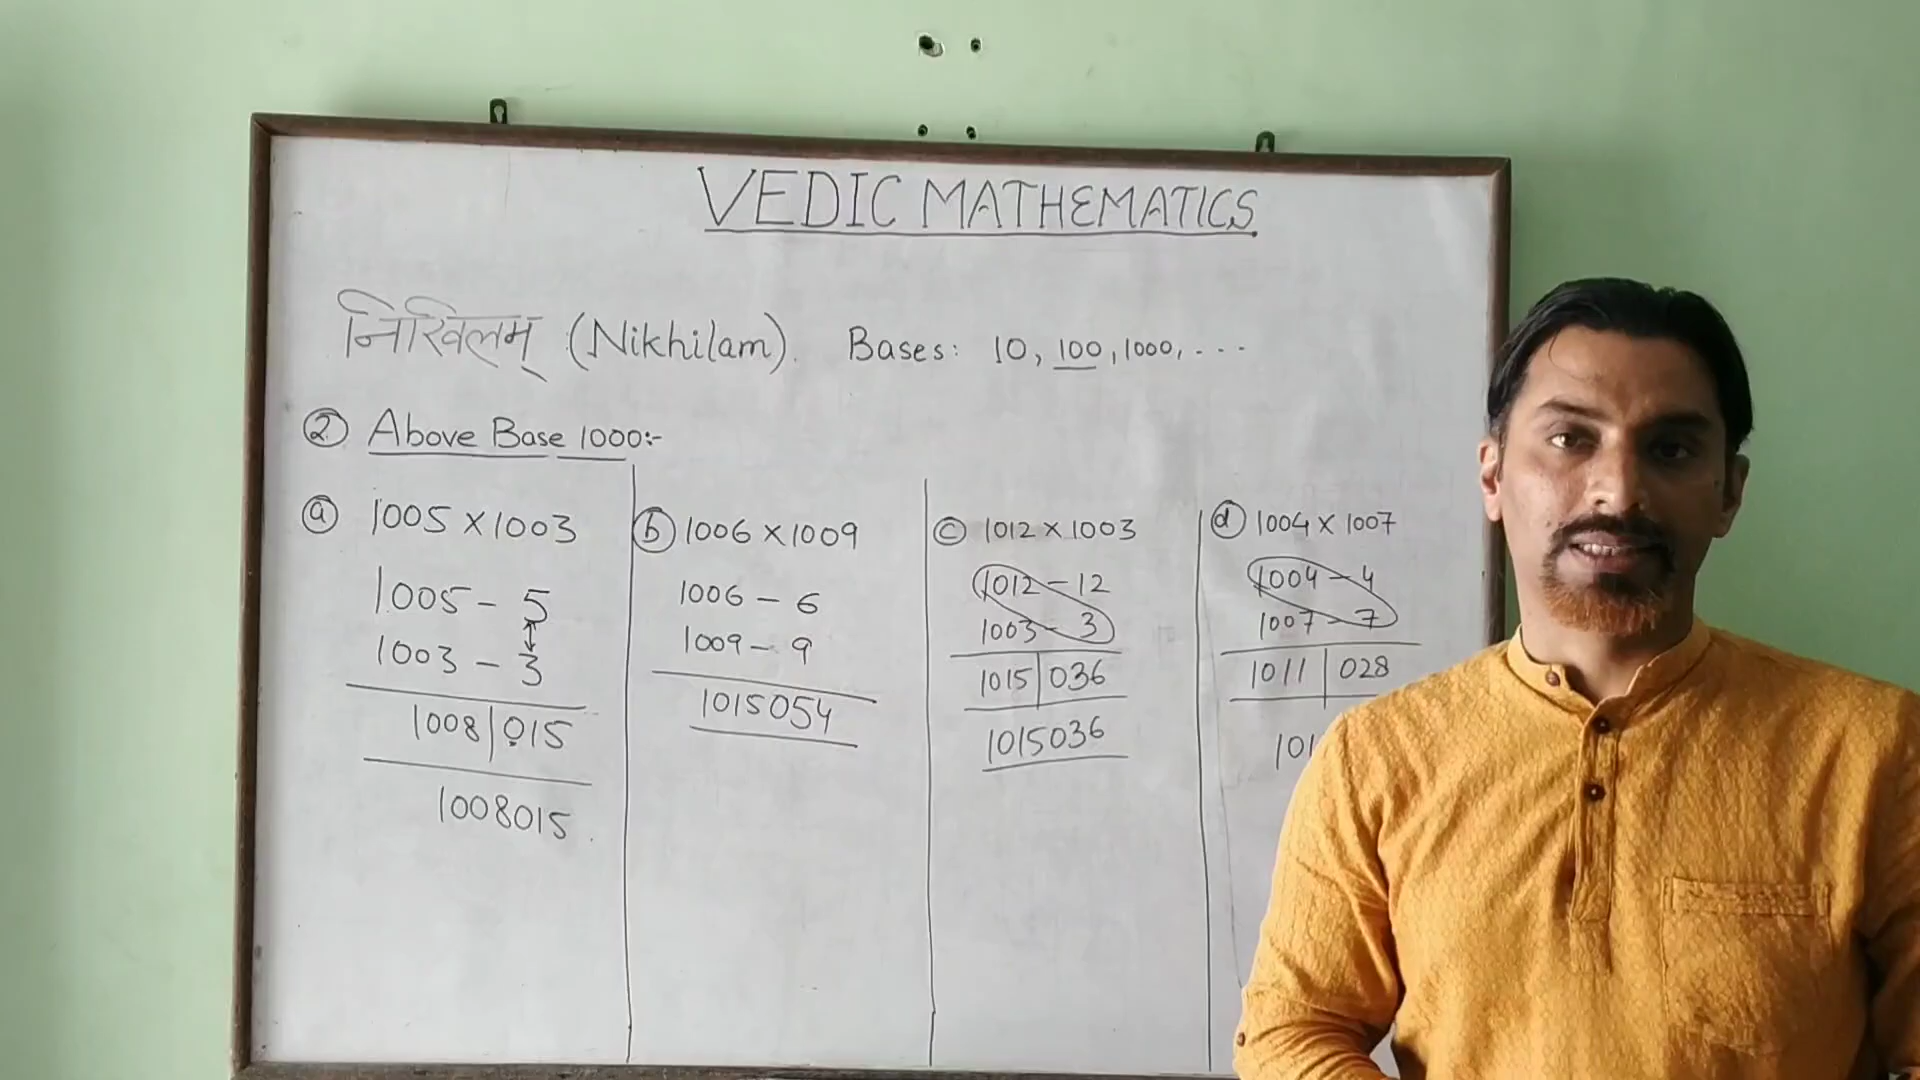 VEDIC MATHEMATICS.
निखिलम् (Nikhilam). Bases: 10, 100, 1000, ...
② Above Base 1000:-
ⓐ 1005 X 1003
1005 - 5
1003 - 3
1008|015
1008015
ⓑ 1006 X 1009
1006 - 6
1009 - 9
1015054
ⓒ 1012 X 1003
1012 - 12
1003 - 3
1015|036
1015036
ⓓ 1004 X 1007
1004 - 4
1007 - 7
1011|028
101